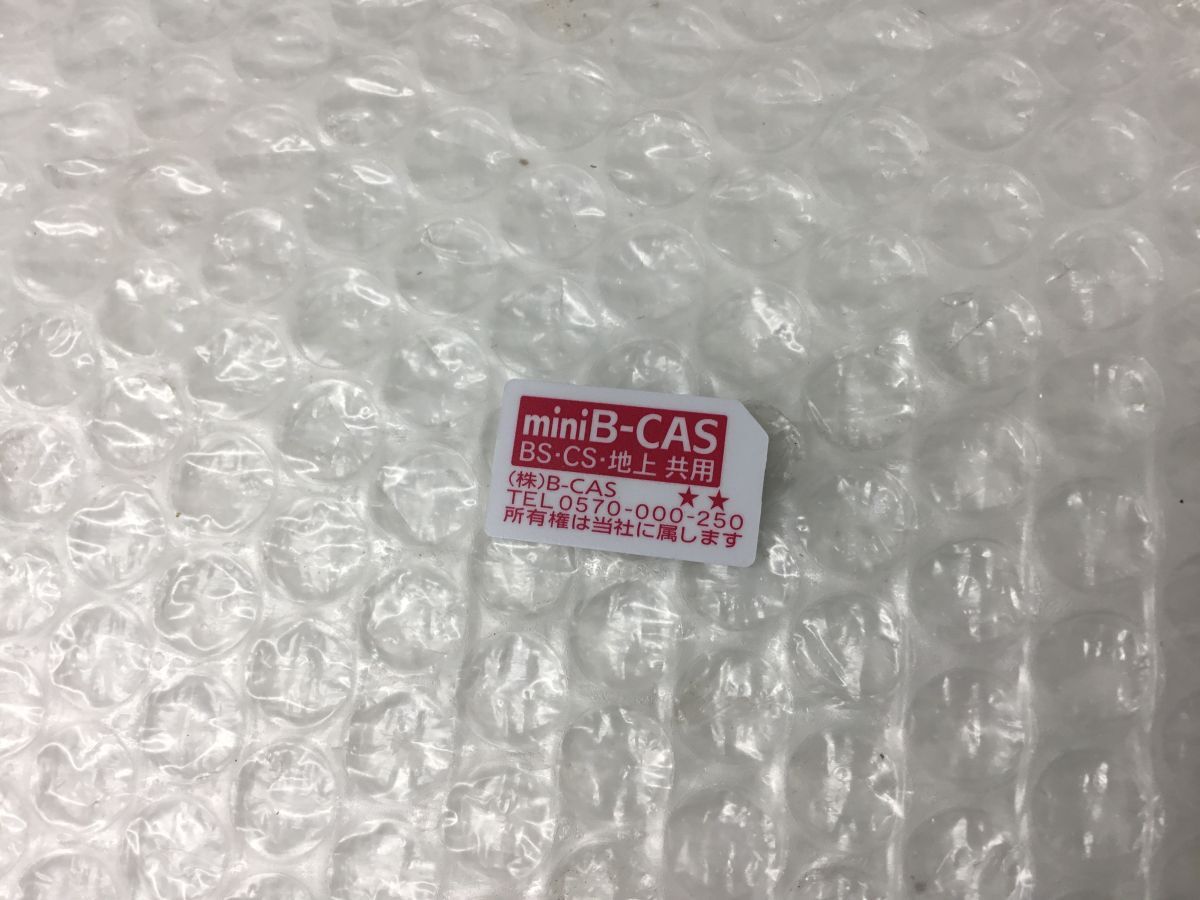 miniB-CAS
BS・CS・地上 共用
(株)B-CAS ★★
TEL 0570-000-250
所有権は当社に属します